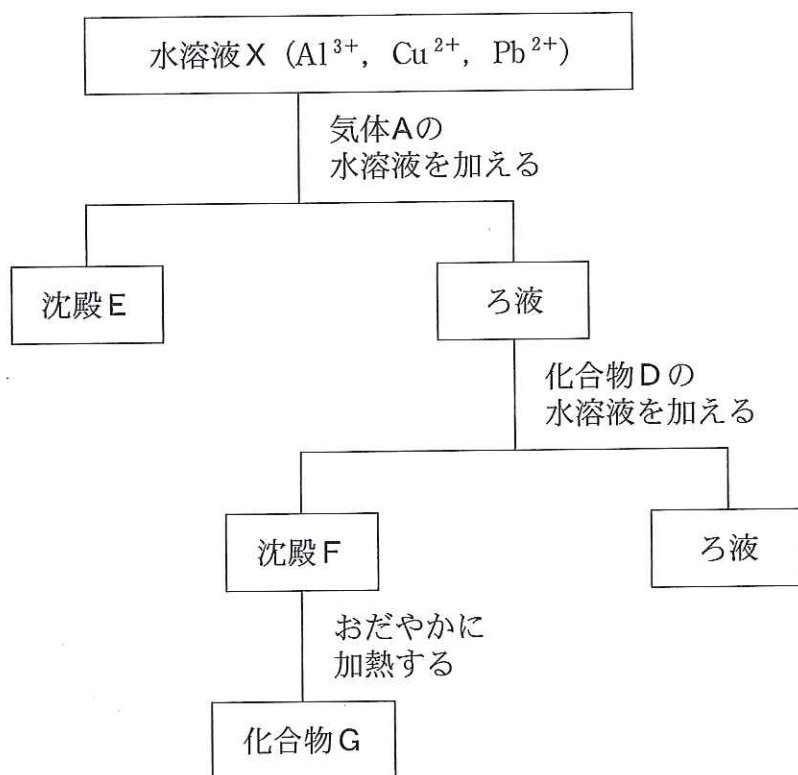 水溶液X (Al³⁺, Cu²⁺, Pb²⁺)
気体Aの
水溶液を加える
沈殿E
ろ液
化合物Dの
水溶液を加える
沈殿F
ろ液
おだやかに
加熱する
化合物G